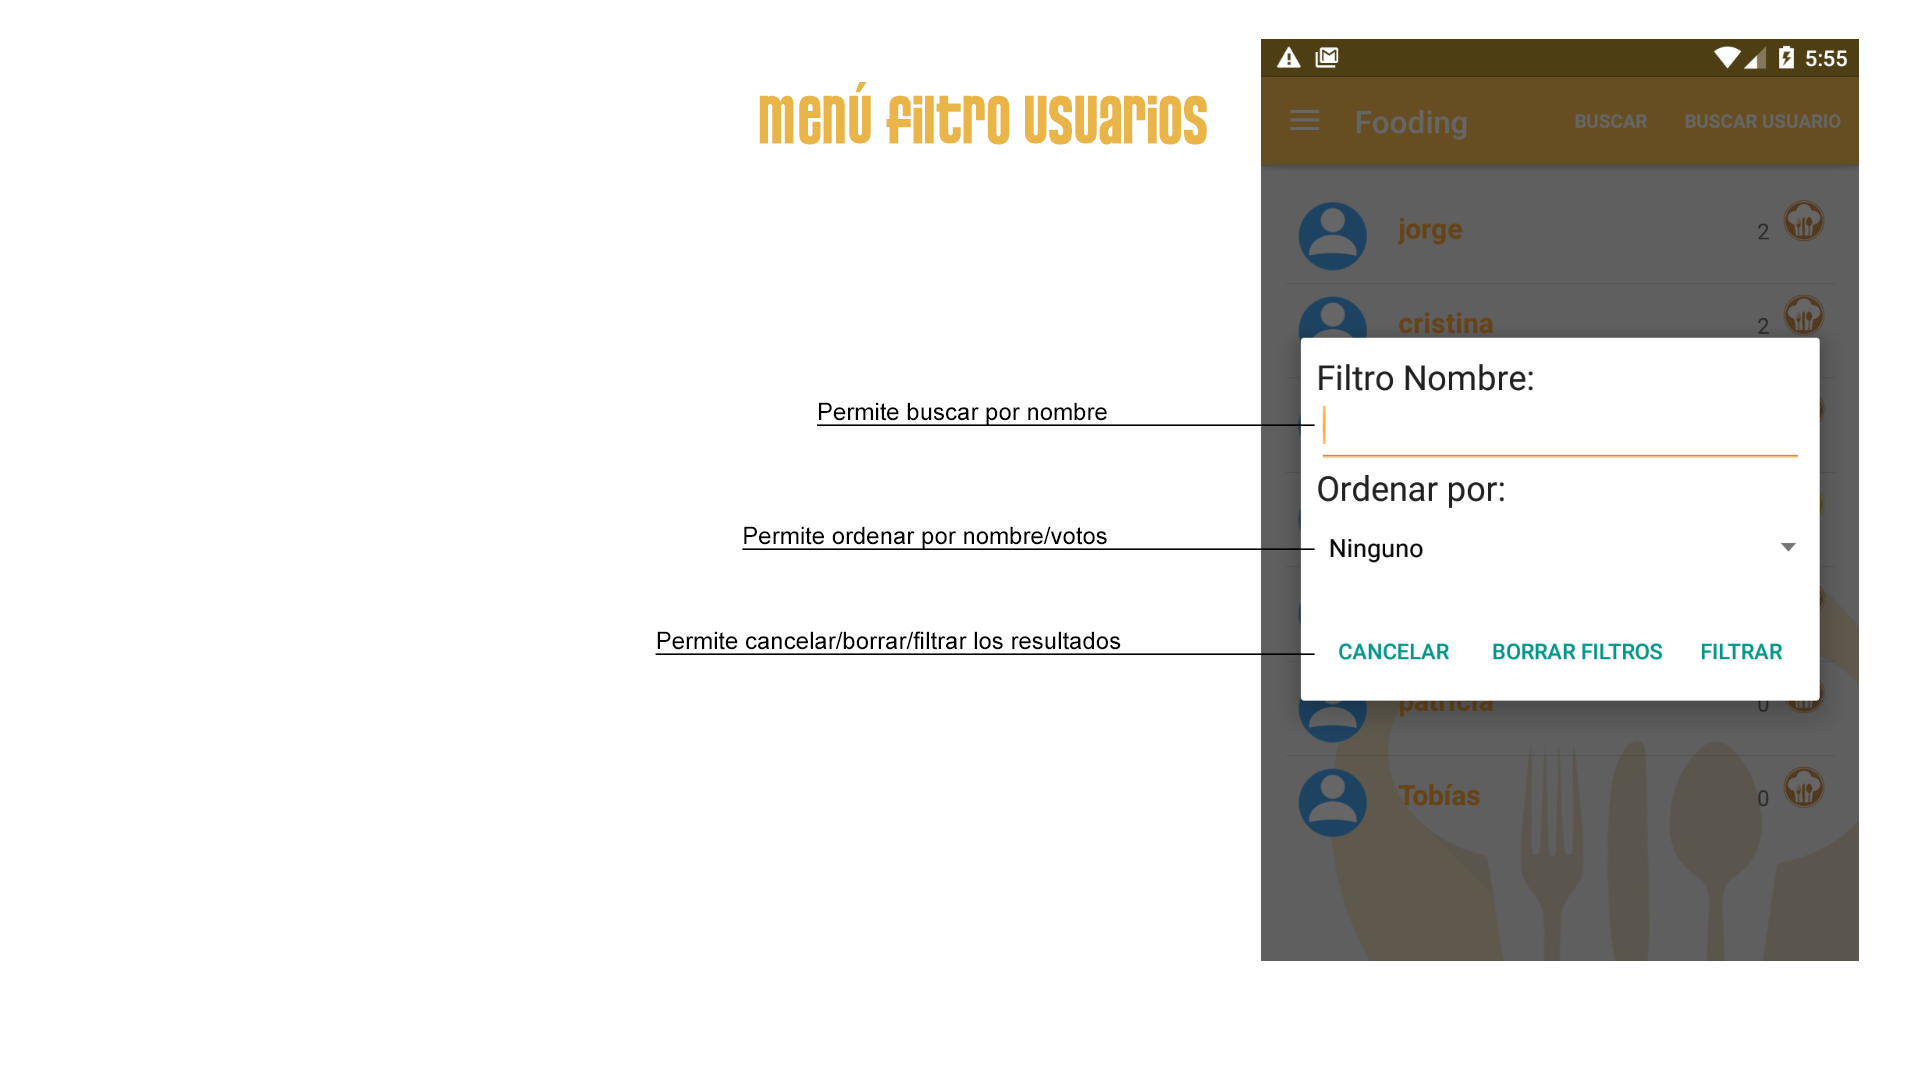 menú filtro usuarios
5:55
Fooding BUSCAR BUSCAR USUARIO
jorge 2
cristina 2
Filtro Nombre:
Permite buscar por nombre
Ordenar por:
Permite ordenar por nombre/votos
Ninguno
Permite cancelar/borrar/filtrar los resultados
CANCELAR BORRAR FILTROS FILTRAR
patricia 0
Tobías 0